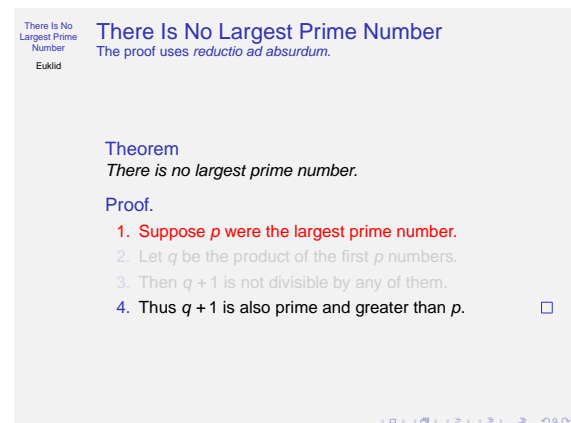 There Is No
Largest Prime
Number
Euklid
There Is No Largest Prime Number
The proof uses reductio ad absurdum.
Theorem
There is no largest prime number.
Proof.
1. Suppose p were the largest prime number.
2. Let q be the product of the first p numbers.
3. Then q + 1 is not divisible by any of them.
4. Thus q + 1 is also prime and greater than p.